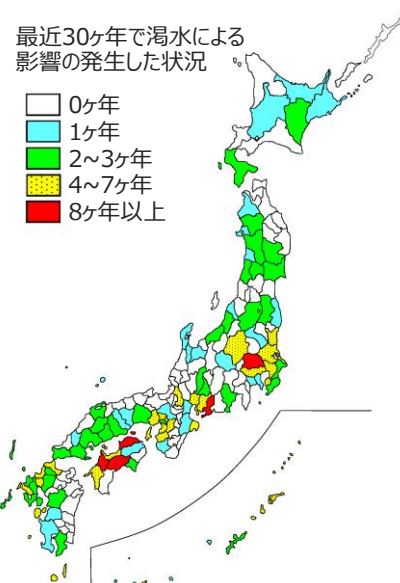 最近30ヶ年で渇水による
影響の発生した状況
0ヶ年
1ヶ年
2~3ヶ年
4~7ヶ年
8ヶ年以上